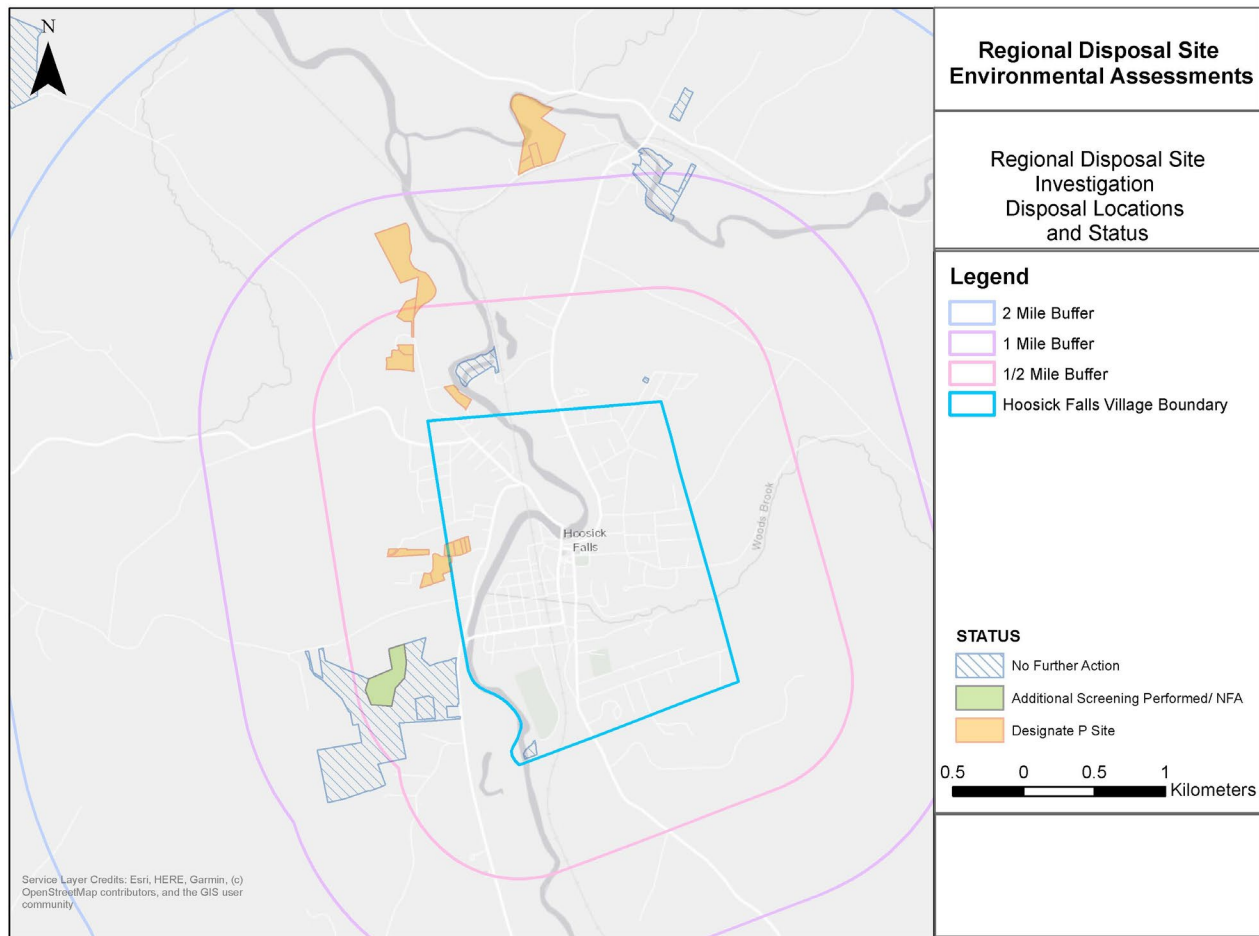 N
Hoosick
Falls
Woods Brook
Service Layer Credits: Esri, HERE, Garmin, (c)
OpenStreetMap contributors, and the GIS user
community
Regional Disposal Site
Environmental Assessments
Regional Disposal Site
Investigation
Disposal Locations
and Status
Legend
2 Mile Buffer
1 Mile Buffer
1/2 Mile Buffer
Hoosick Falls Village Boundary
STATUS
No Further Action
Additional Screening Performed/ NFA
Designate P Site
0.5 0 0.5 1
Kilometers